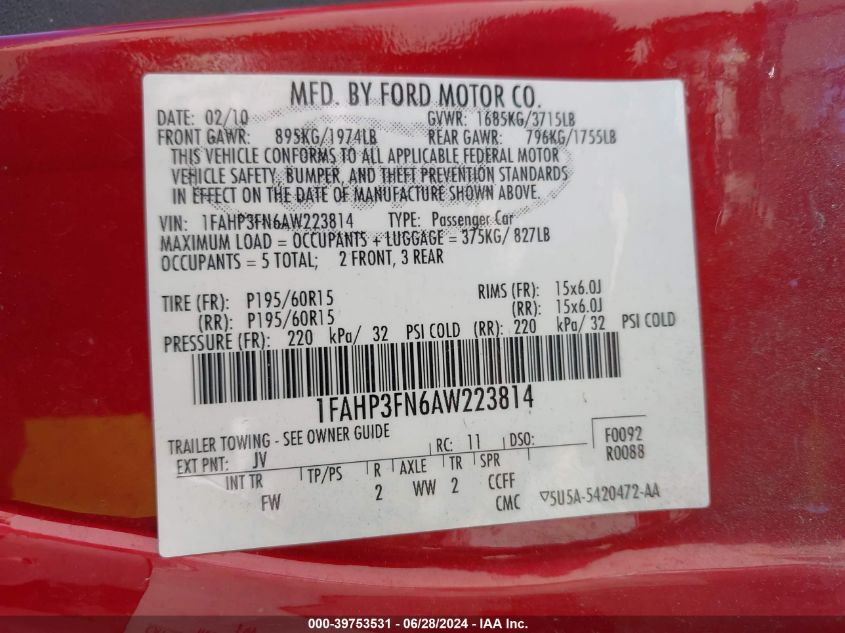 MFD. BY FORD MOTOR CO.
DATE: 02/10 GVWR: 1685KG/3715LB
FRONT GAWR: 895KG/1974LB REAR GAWR: 796KG/1755LB
THIS VEHICLE CONFORMS TO ALL APPLICABLE FEDERAL MOTOR
VEHICLE SAFETY, BUMPER, AND THEFT PREVENTION STANDARDS
IN EFFECT ON THE DATE OF MANUFACTURE SHOWN ABOVE.
VIN: 1FAHP3FN6AW223814 TYPE: Passenger Car
MAXIMUM LOAD = OCCUPANTS + LUGGAGE = 375KG/ 827LB
OCCUPANTS = 5 TOTAL; 2 FRONT, 3 REAR
TIRE (FR): P195/60R15 RIMS (FR): 15x6.0J
(RR): P195/60R15 (RR): 15x6.0J
PRESSURE (FR): 220 kPa/ 32 PSI COLD (RR): 220 kPa/ 32 PSI COLD
1FAHP3FN6AW223814
TRAILER TOWING - SEE OWNER GUIDE RC: 11 DSO: F0092
EXT PNT: JV R0088
INT TR TP/PS R AXLE TR SPR
FW 2 WW 2 CCFF
CMC 5U5A-5420472-AA
000-39753531 - 06/28/2024 - IAA Inc.